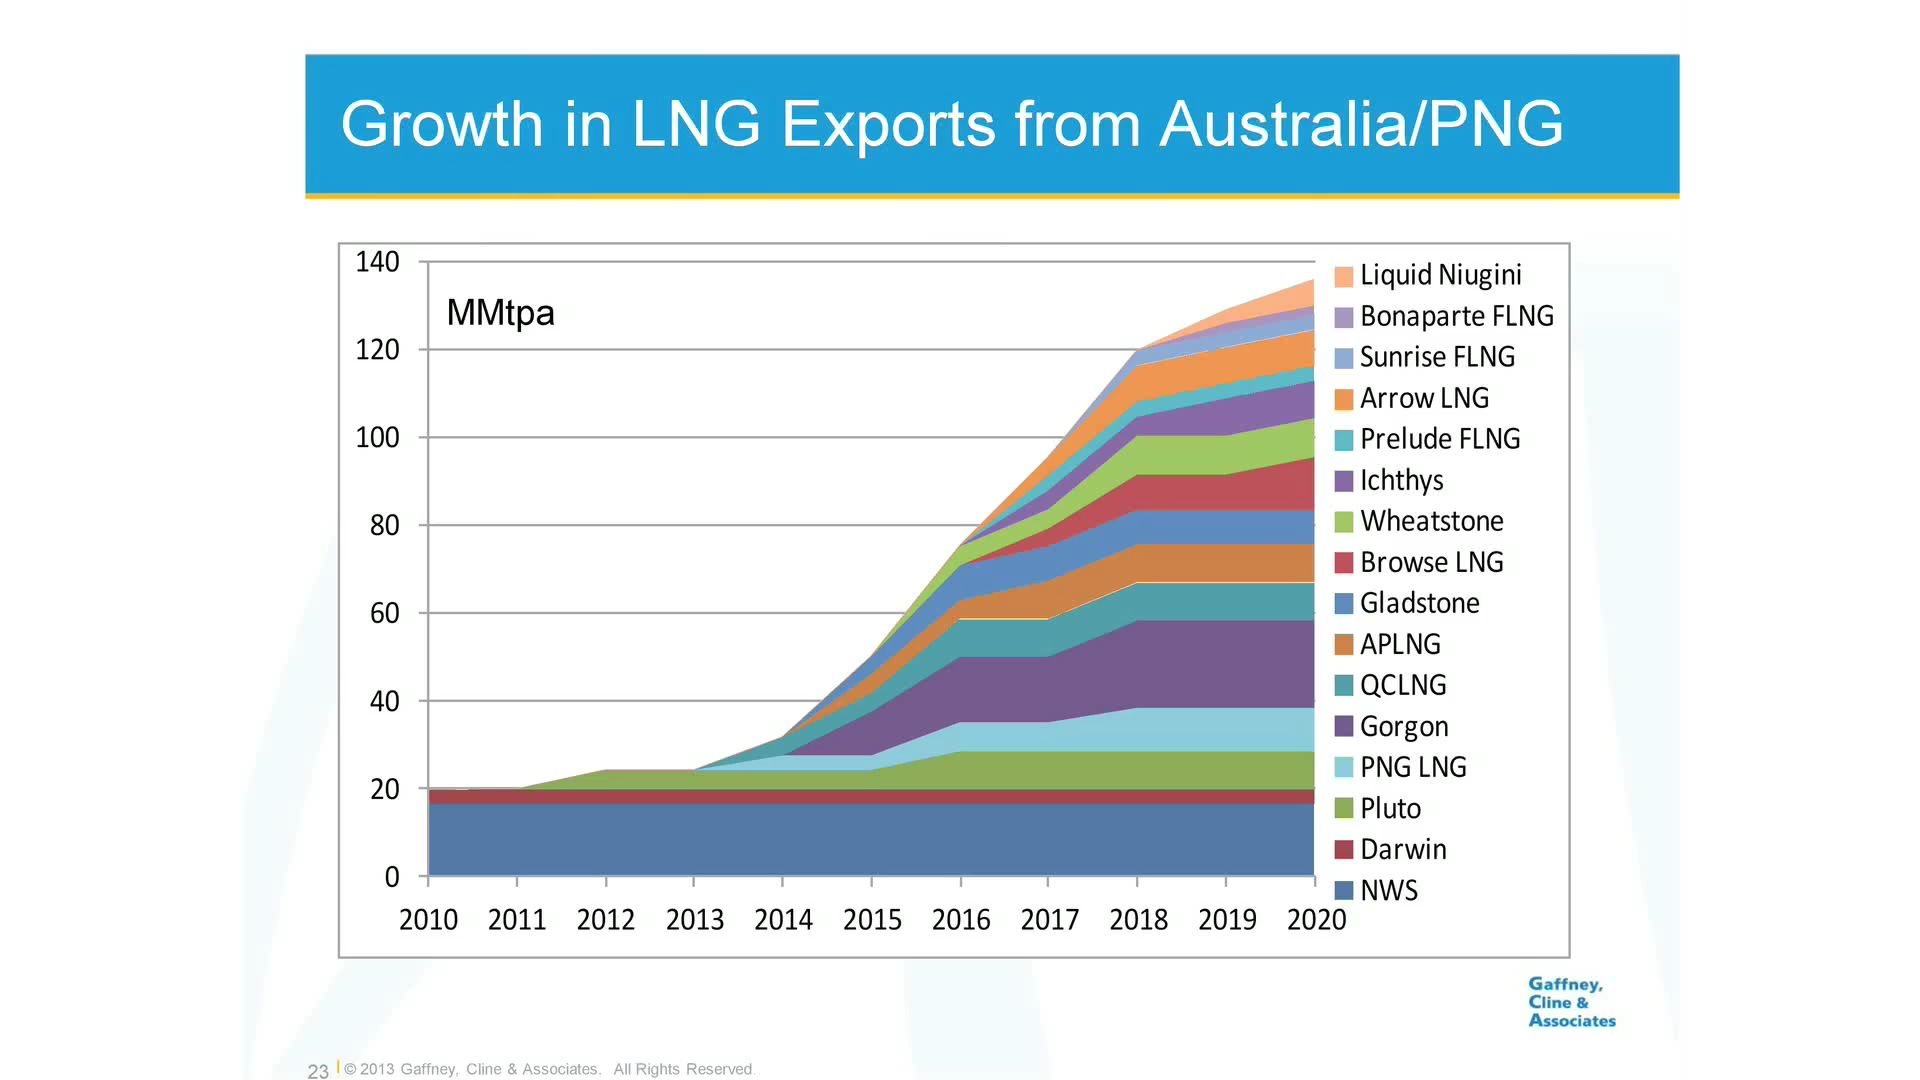 Growth in LNG Exports from Australia/PNG
MMtpa
140
120
100
80
60
40
20
0
2010 2011 2012 2013 2014 2015 2016 2017 2018 2019 2020
Liquid Niugini
Bonaparte FLNG
Sunrise FLNG
Arrow LNG
Prelude FLNG
Ichthys
Wheatstone
Browse LNG
Gladstone
APLNG
QCLNG
Gorgon
PNG LNG
Pluto
Darwin
NWS
Gaffney,
Cline &
Associates
23 © 2013 Gaffney, Cline & Associates. All Rights Reserved.